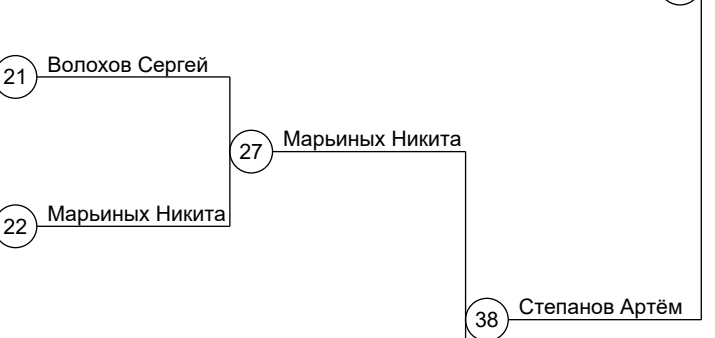 Волохов Сергей
21
Марьиных Никита
27
Марьиных Никита
22
Степанов Артём
38